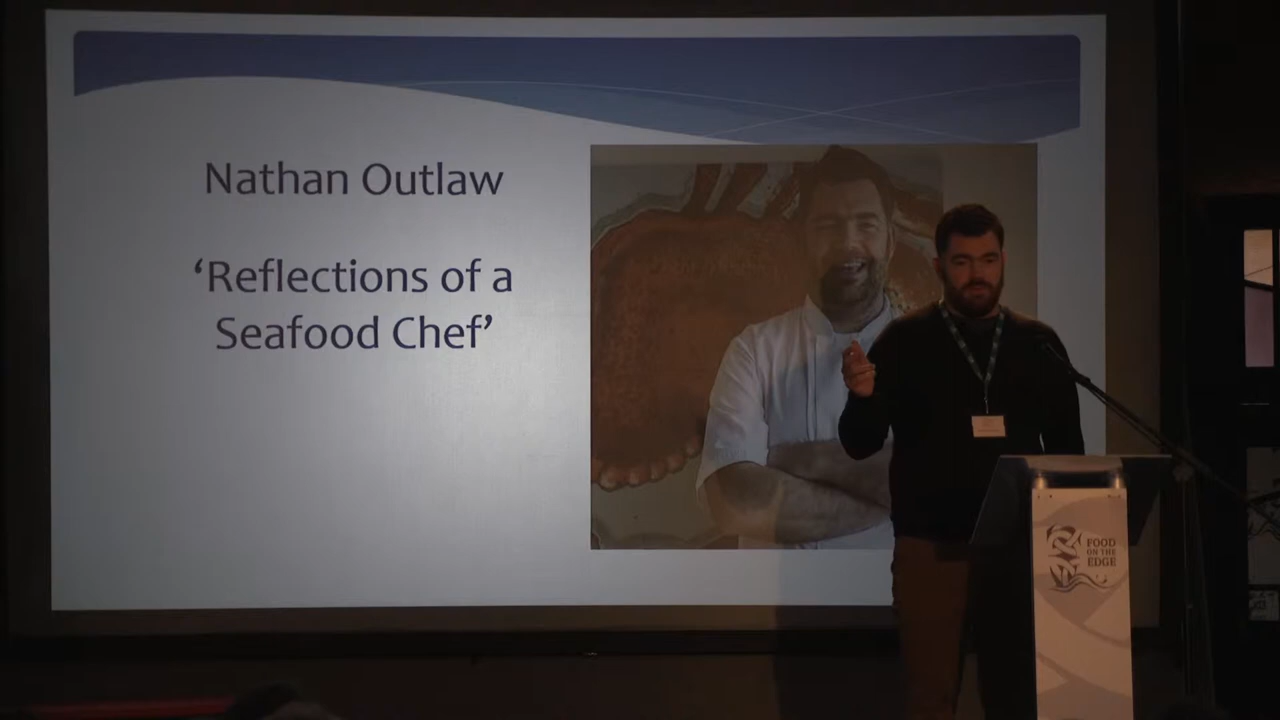 Nathan Outlaw
‘Reflections of a
Seafood Chef’
FOOD
ON THE
EDGE